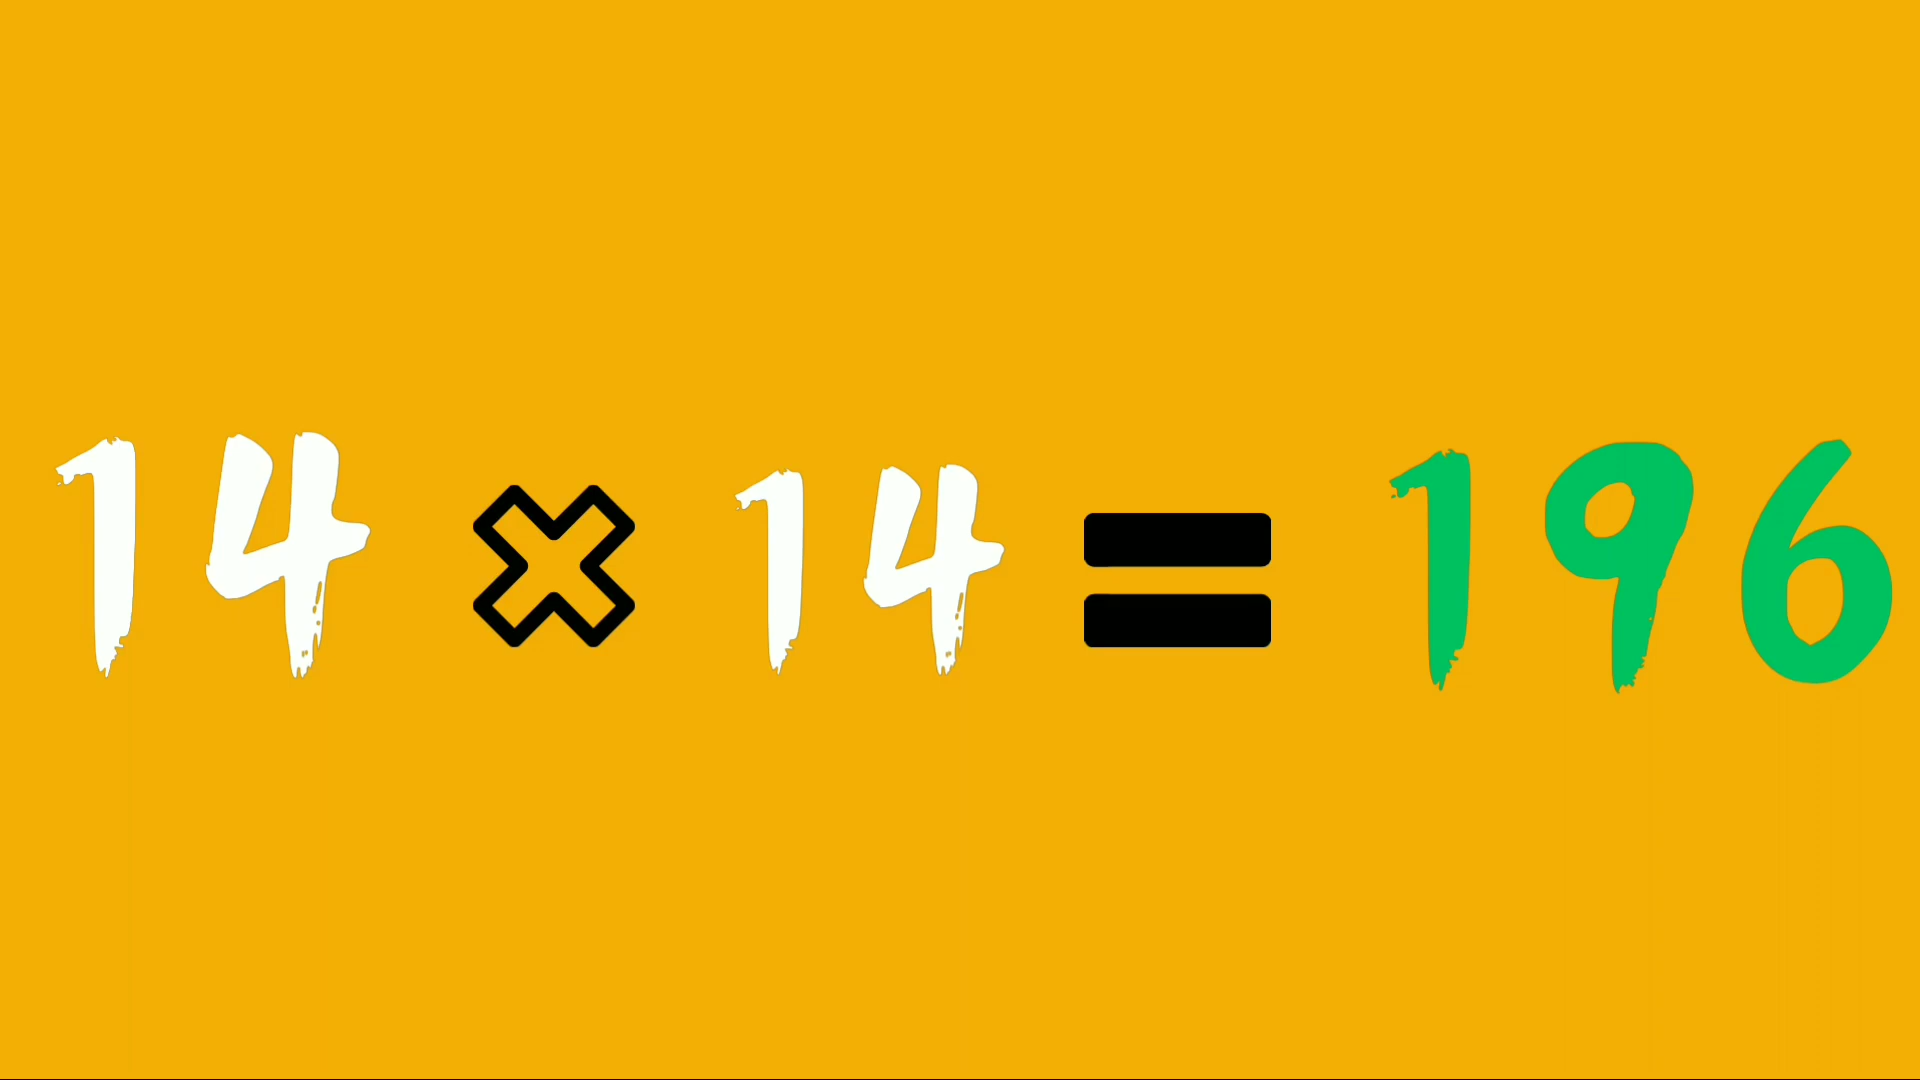 14 × 14 = 196